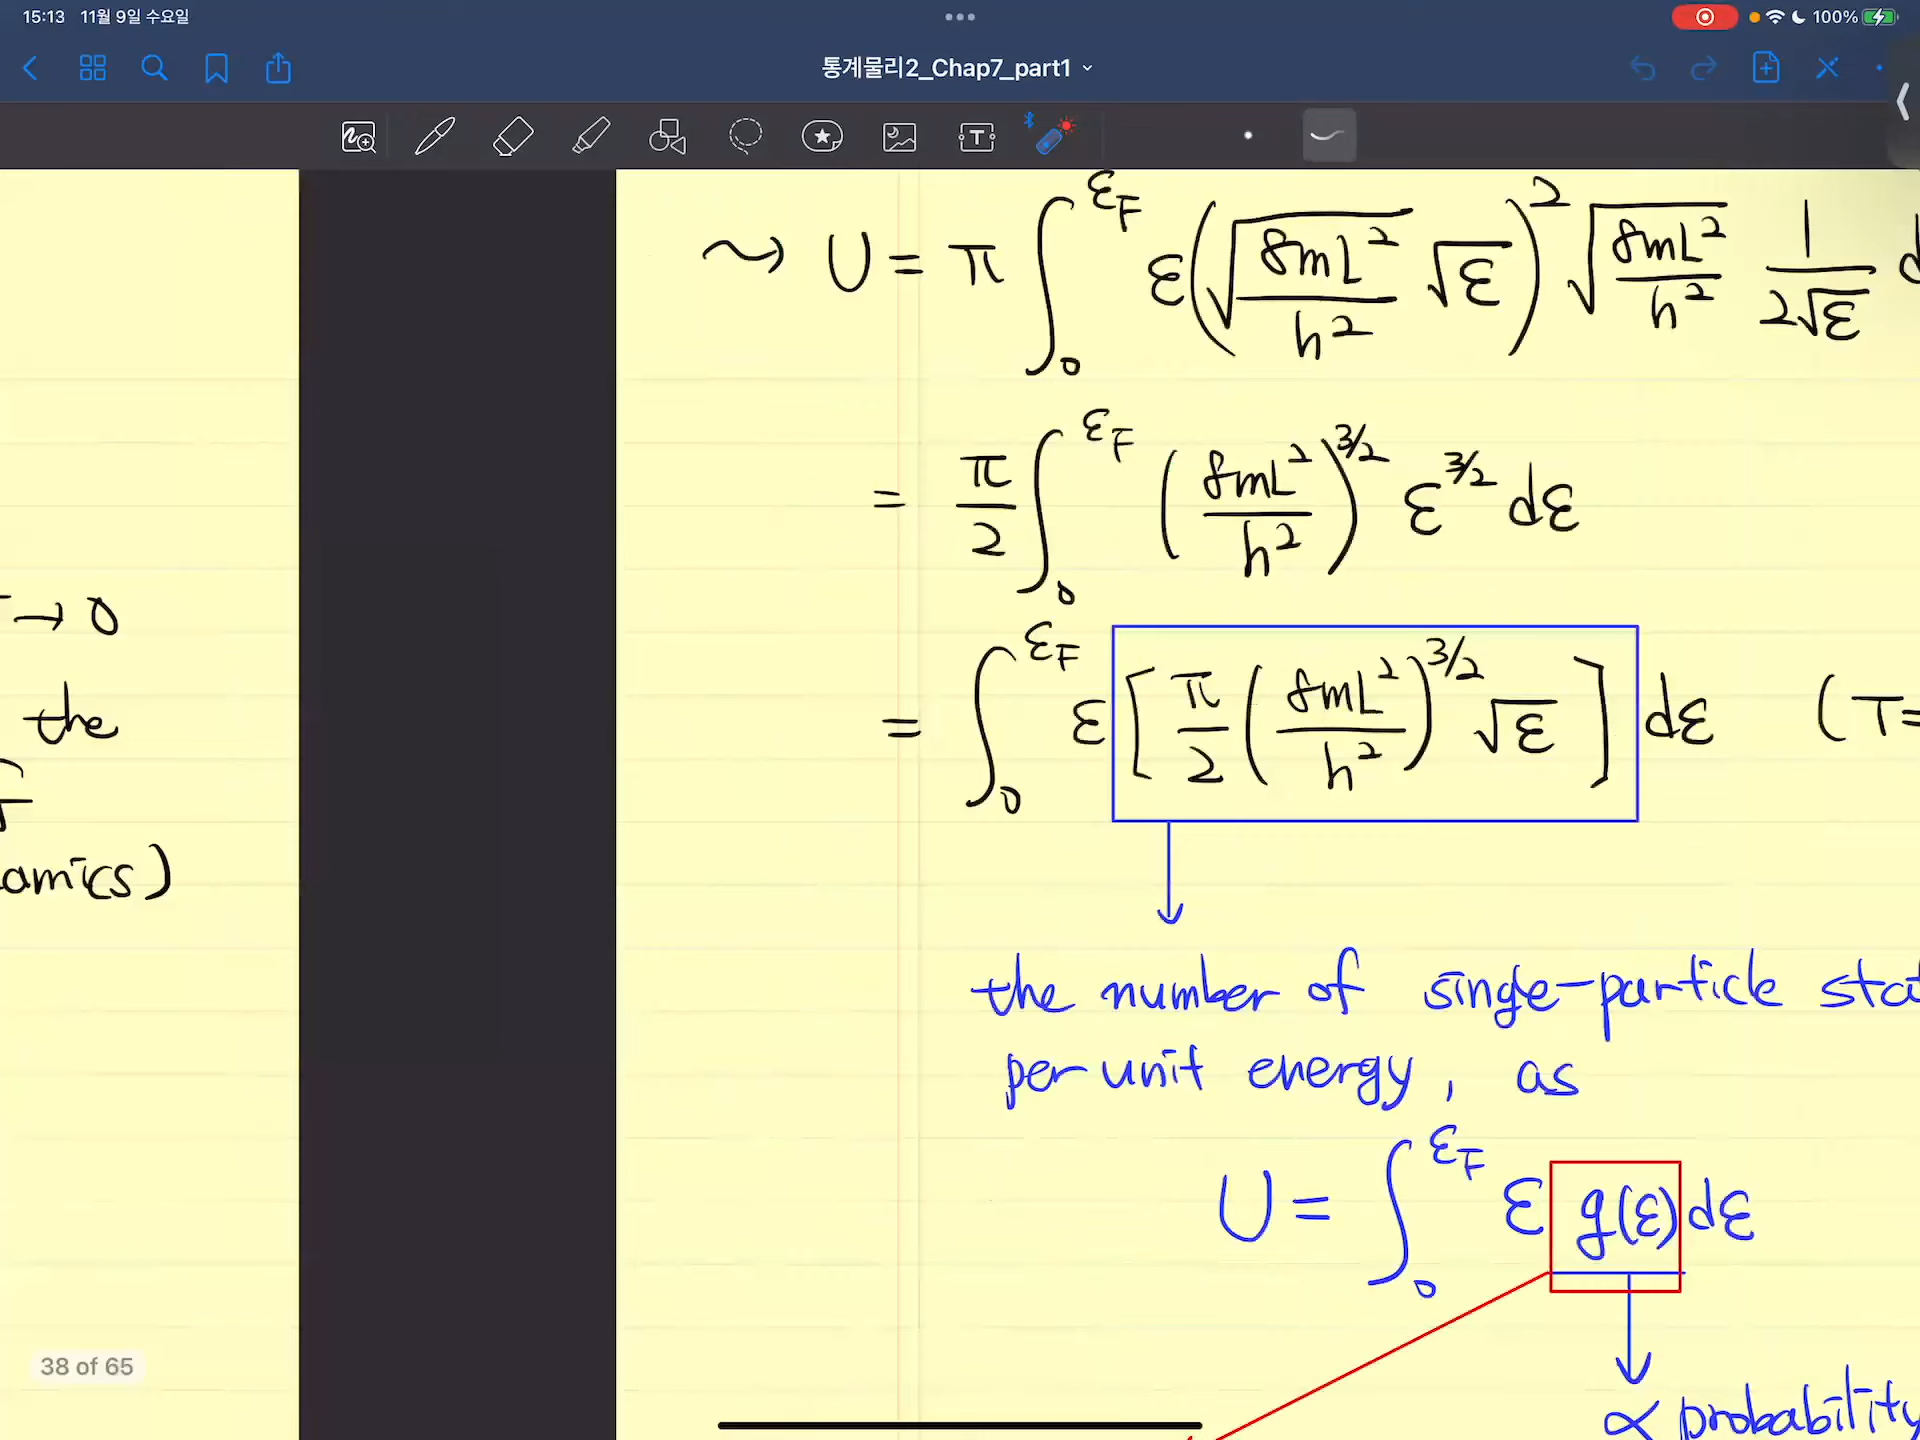 15:13 11월 9일 수요일
100%
통계물리2_Chap7_part1
→ 0
the
amics)
38 of 65
⤳ U = π ∫₀^εF ε (√(8mL²/h²) √ε)² √(8mL²/h²) 1/(2√ε) d
= π/2 ∫₀^εF (8mL²/h²)^3/2 ε^3/2 dε
= ∫₀^εF ε [π/2 (8mL²/h²)^3/2 √ε] dε (T=
the number of single-particle sta
per unit energy, as
U = ∫₀^εF ε g(ε) dε
∝ probability